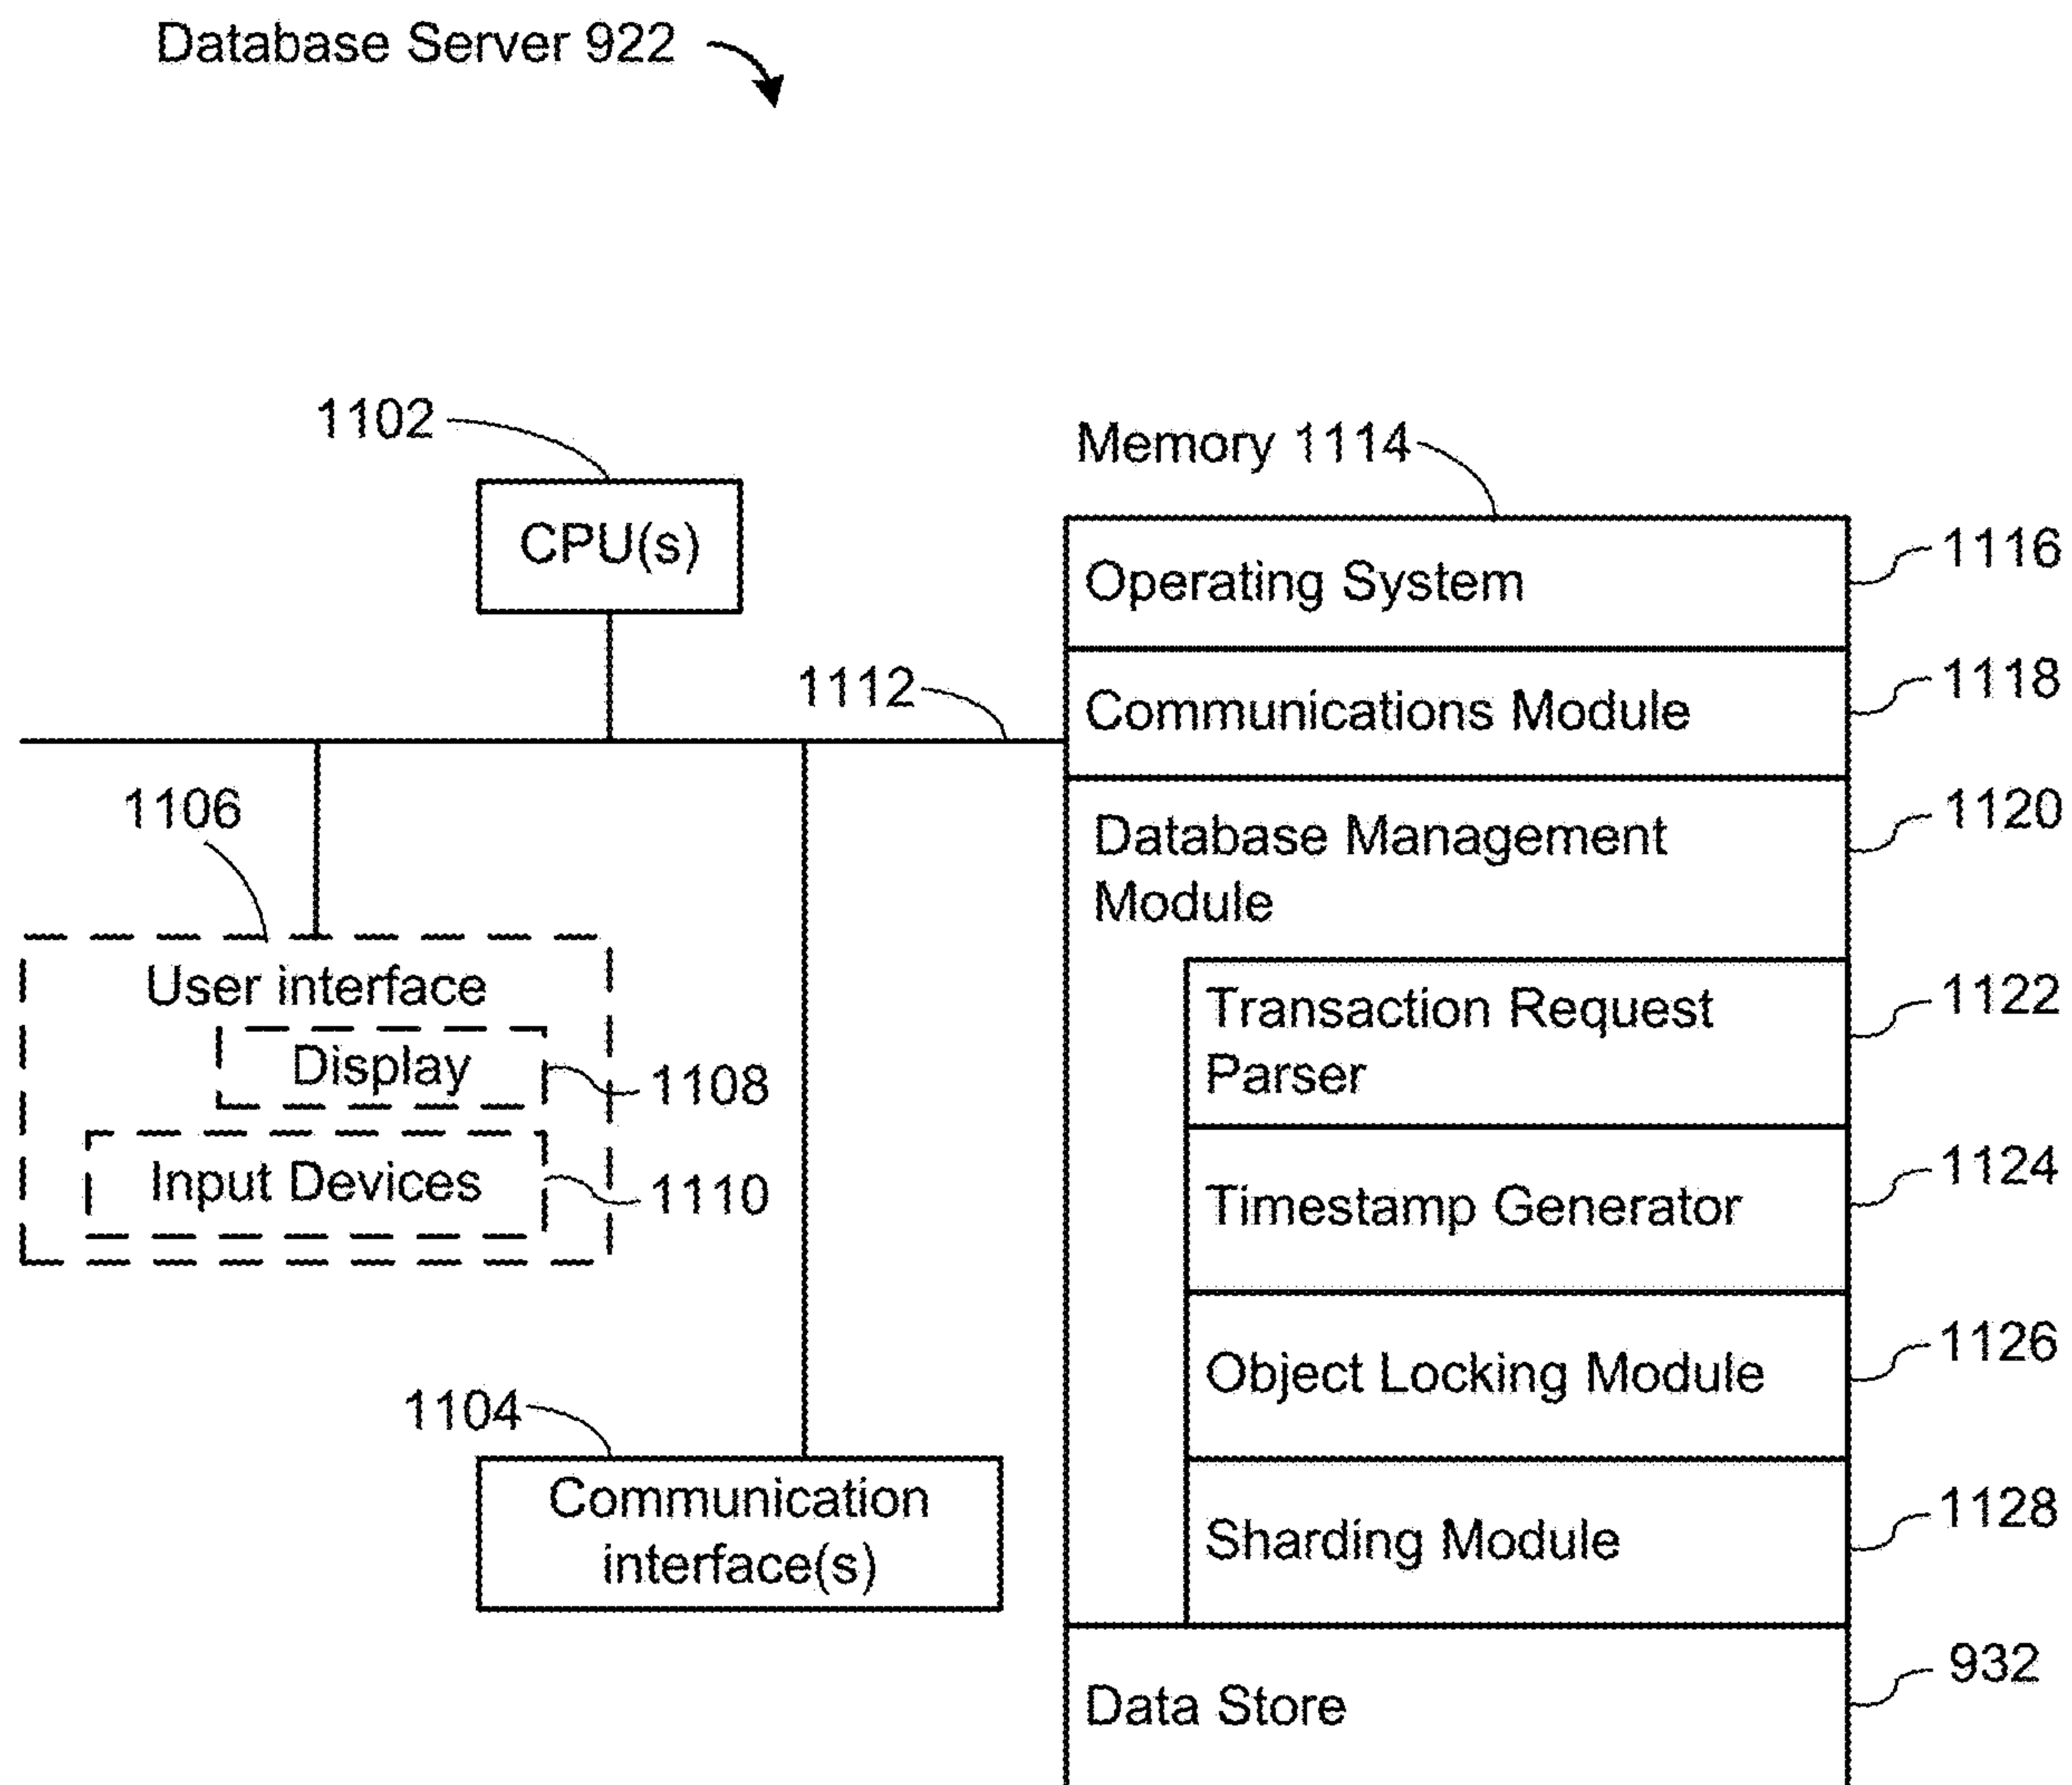 Database Server 922
1102
CPU(s)
1112
1106
User interface
Display
1108
Input Devices
1110
1104
Communication
interface(s)
Memory 1114
Operating System
1116
Communications Module
1118
Database Management
Module
1120
Transaction Request
Parser
1122
Timestamp Generator
1124
Object Locking Module
1126
Sharding Module
1128
Data Store
932